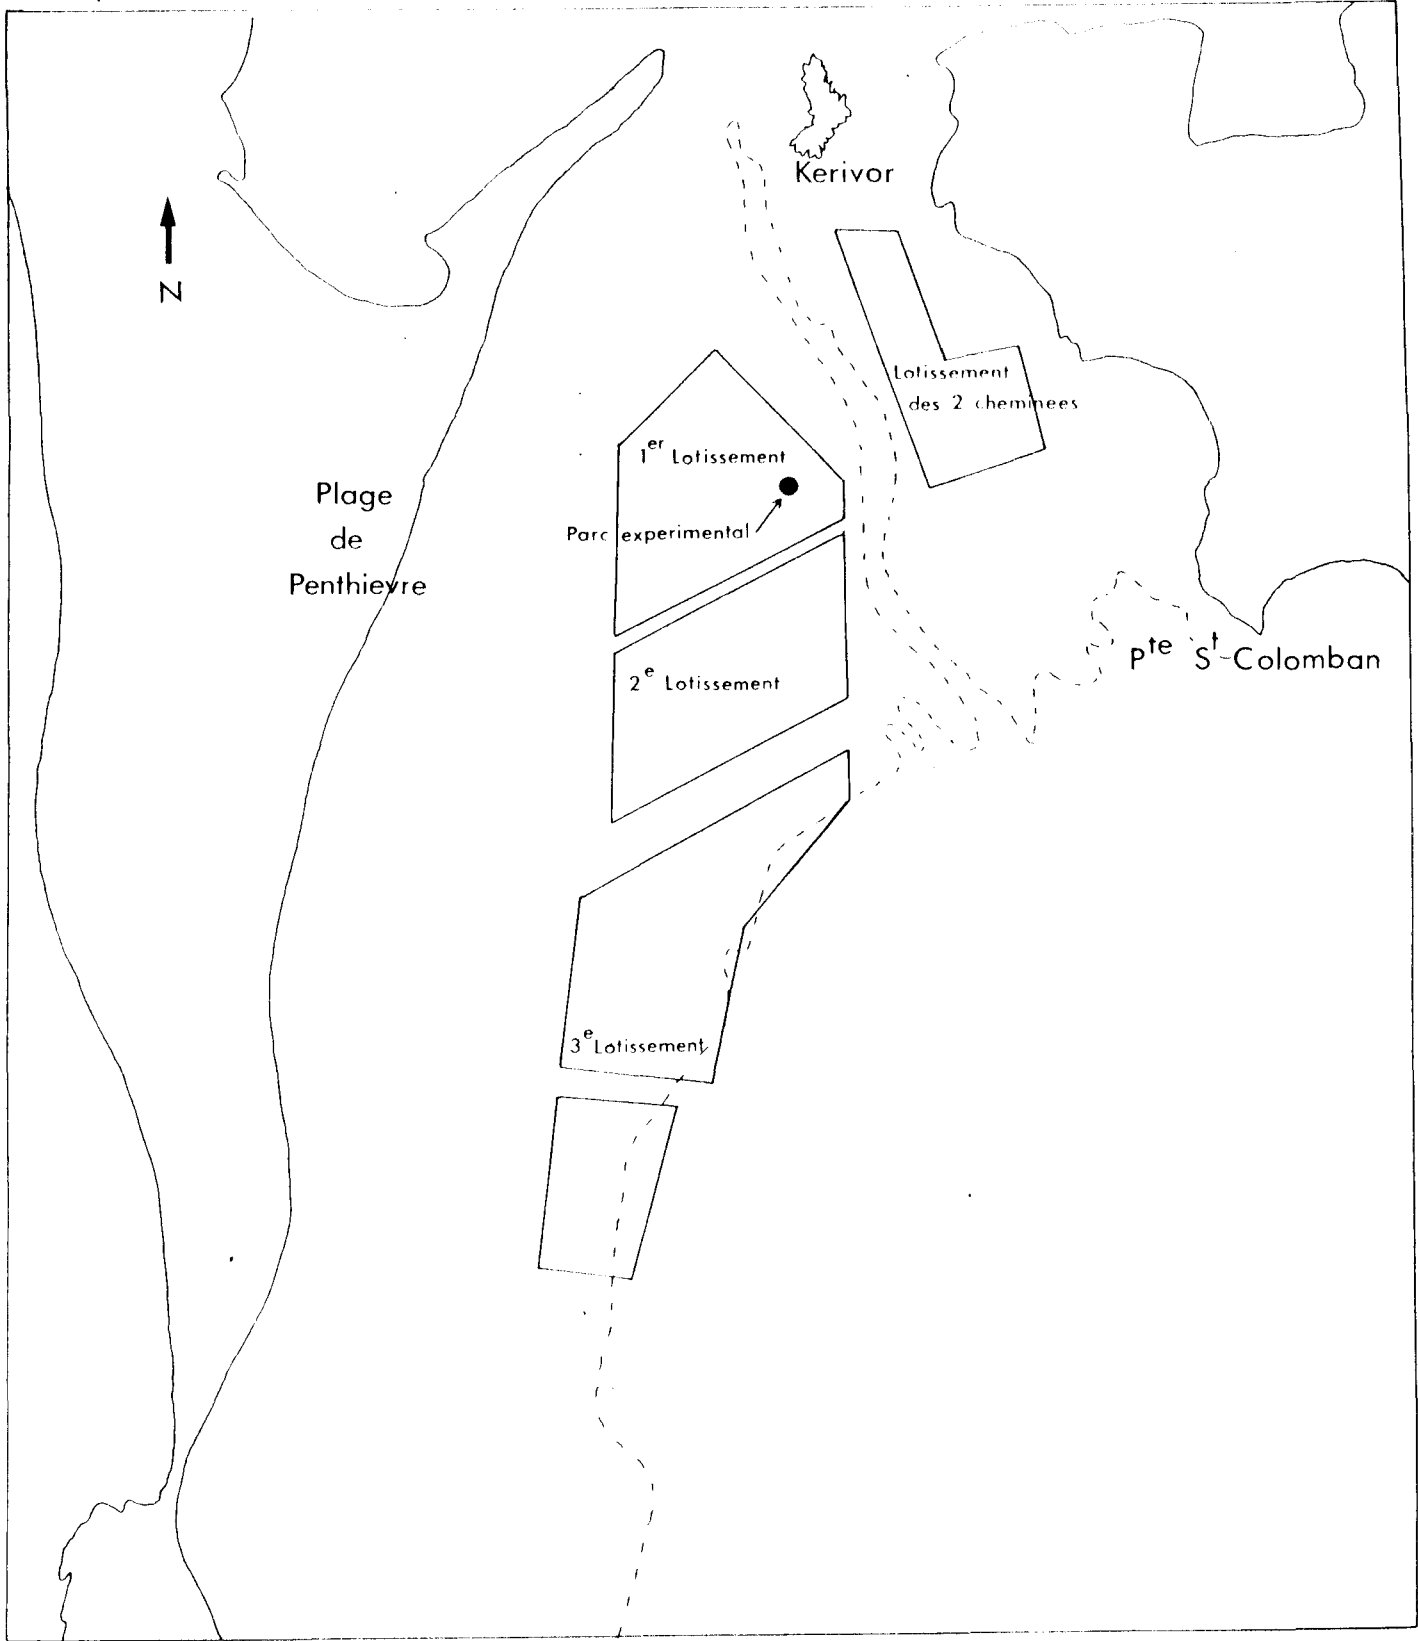 Kerivor
N
Lotissement
des 2 cheminees
1er Lotissement
Plage
de
Penthievre
Parc experimental
Pte St-Colomban
2e Lotissement
3e Lotissement